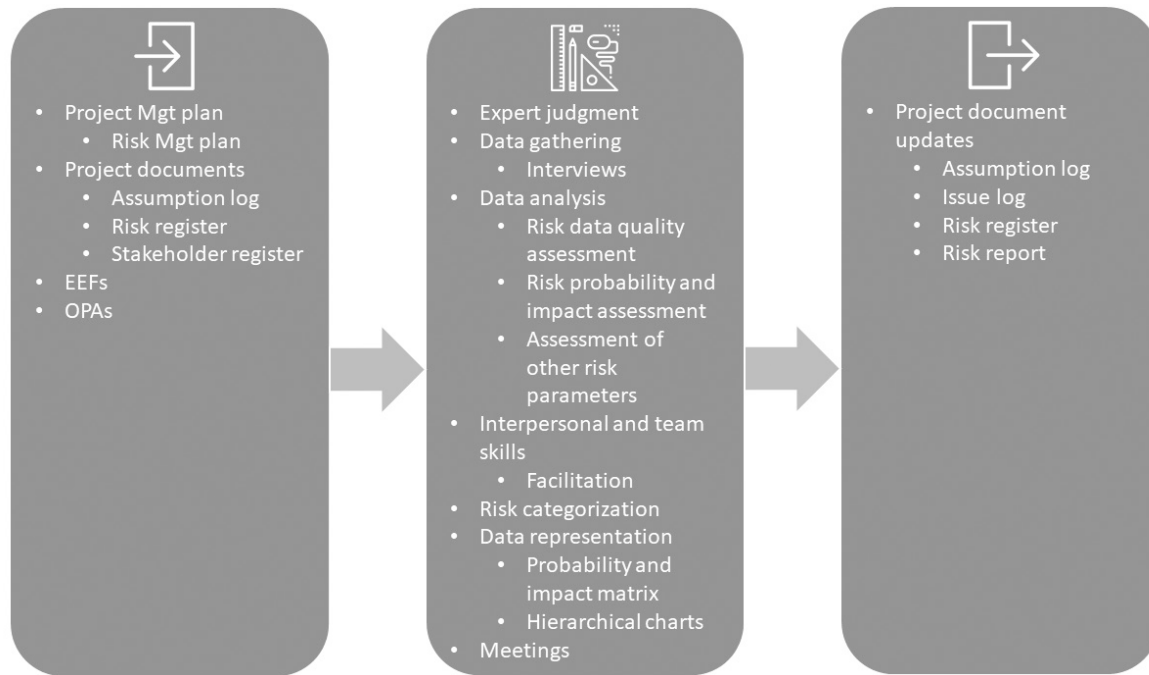 • Project Mgt plan
• Risk Mgt plan
• Project documents
• Assumption log
• Risk register
• Stakeholder register
• EEFs
• OPAs
• Expert judgment
• Data gathering
• Interviews
• Data analysis
• Risk data quality
assessment
• Risk probability and
impact assessment
• Assessment of
other risk
parameters
• Interpersonal and team
skills
• Facilitation
• Risk categorization
• Data representation
• Probability and
impact matrix
• Hierarchical charts
• Meetings
• Project document
updates
• Assumption log
• Issue log
• Risk register
• Risk report